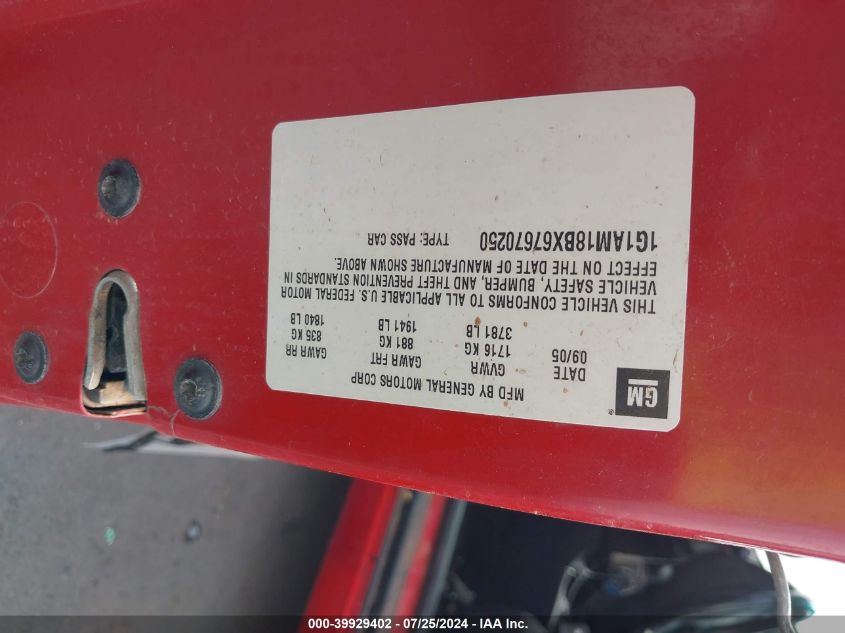 GM
®
MFD BY GENERAL MOTORS CORP
DATE GVWR GAWR FRT GAWR RR
09/05 1716 KG 881 KG 835 KG
3781 LB 1941 LB 1840 LB
THIS VEHICLE CONFORMS TO ALL APPLICABLE U.S. FEDERAL MOTOR
VEHICLE SAFETY, BUMPER, AND THEFT PREVENTION STANDARDS IN
EFFECT ON THE DATE OF MANUFACTURE SHOWN ABOVE.
1G1AM18BX67670250 TYPE: PASS CAR
000-39929402 - 07/25/2024 - IAA, Inc.